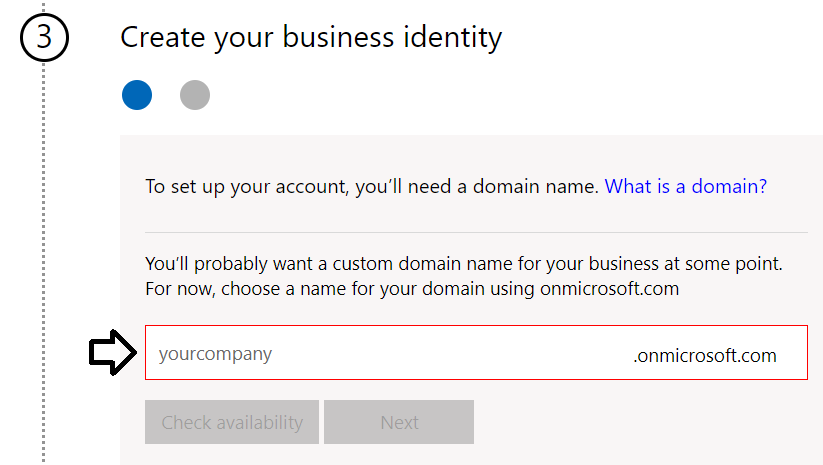 3
Create your business identity
To set up your account, you’ll need a domain name. What is a domain?
You’ll probably want a custom domain name for your business at some point.
For now, choose a name for your domain using onmicrosoft.com
yourcompany .onmicrosoft.com
Check availability Next